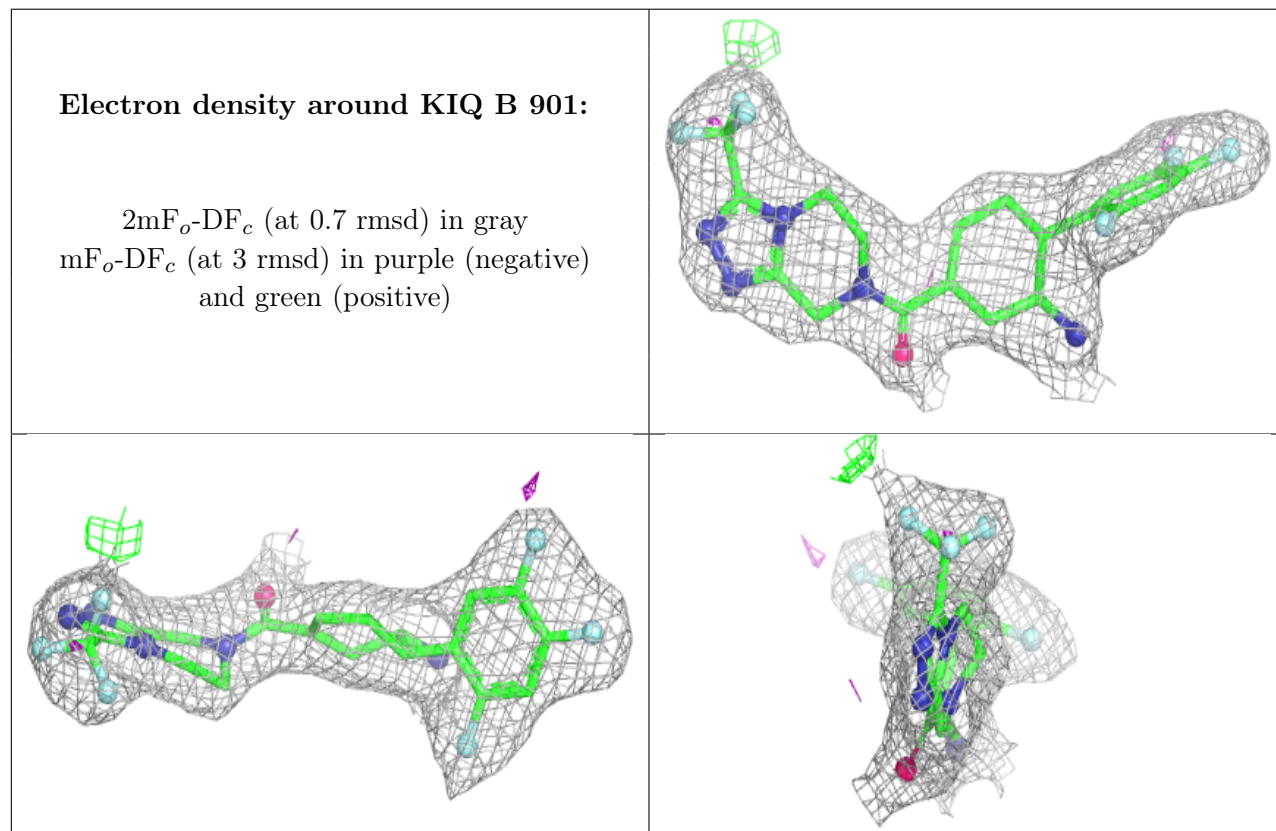 Electron density around KIQ B 901:
2mFo-DFc (at 0.7 rmsd) in gray
mFo-DFc (at 3 rmsd) in purple (negative)
and green (positive)